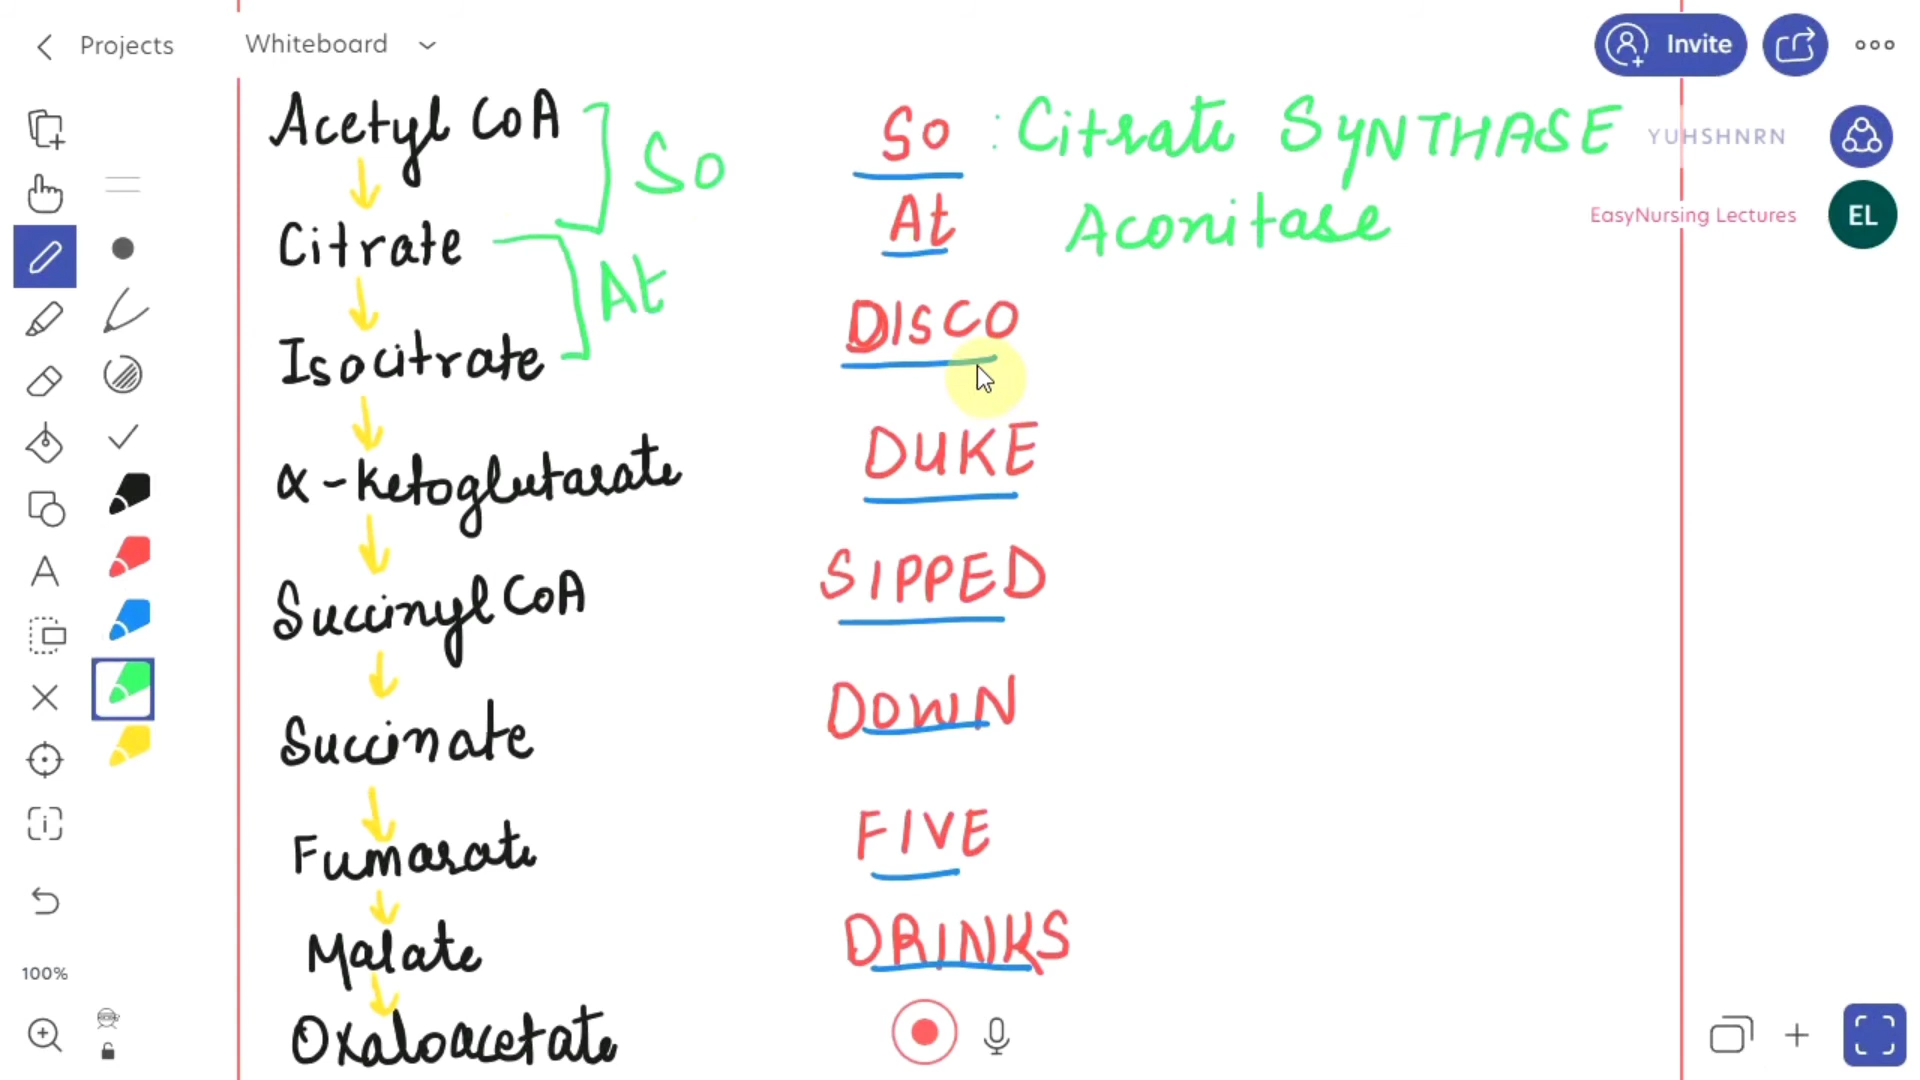 Projects
Whiteboard
Invite
Acetyl CoA
So
So : Citrate SYNTHASE
YUHSHNRN
Citrate
At
At Aconitase
EasyNursing Lectures
EL
Isocitrate
DISCO
α-ketoglutarate
DUKE
A
Succinyl CoA
SIPPED
Succinate
DOWN
Fumarate
FIVE
Malate
DRINKS
100%
Oxaloacetate